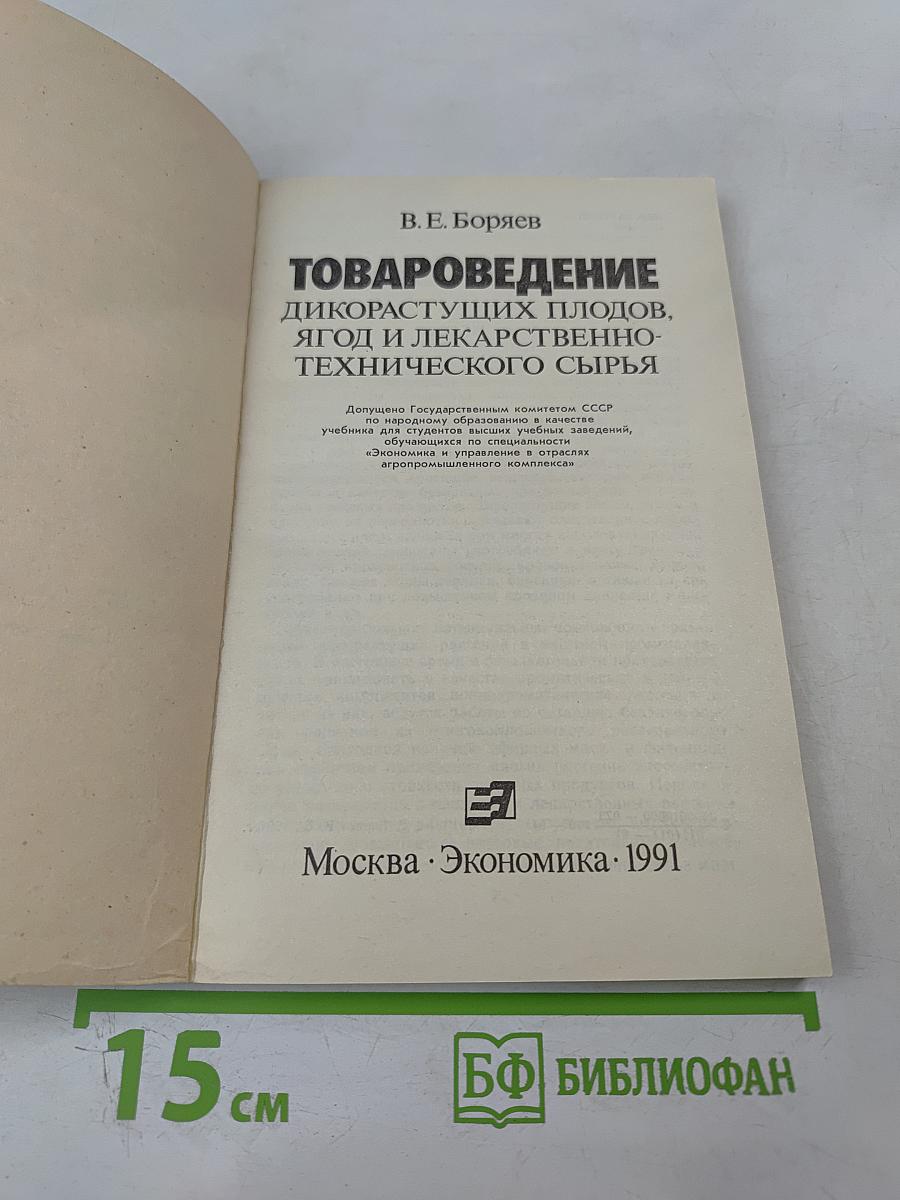 В. Е. Боряев
ТОВАРОВЕДЕНИЕ
ДИКОРАСТУЩИХ ПЛОДОВ,
ЯГОД И ЛЕКАРСТВЕННО-
ТЕХНИЧЕСКОГО СЫРЬЯ
Допущено Государственным комитетом СССР
по народному образованию в качестве
учебника для студентов высших учебных заведений,
обучающихся по специальности
«Экономика и управление в отраслях
агропромышленного комплекса»
Москва · Экономика · 1991
15 см
БФ БИБЛИОФАН